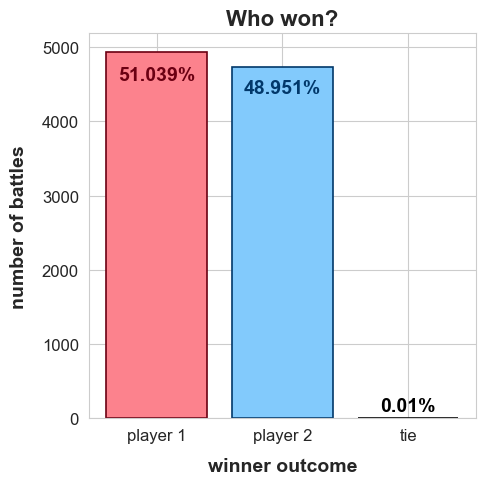 Who won?
number of battles
5000
4000
3000
2000
1000
0
51.039%
48.951%
0.01%
player 1
player 2
tie
winner outcome